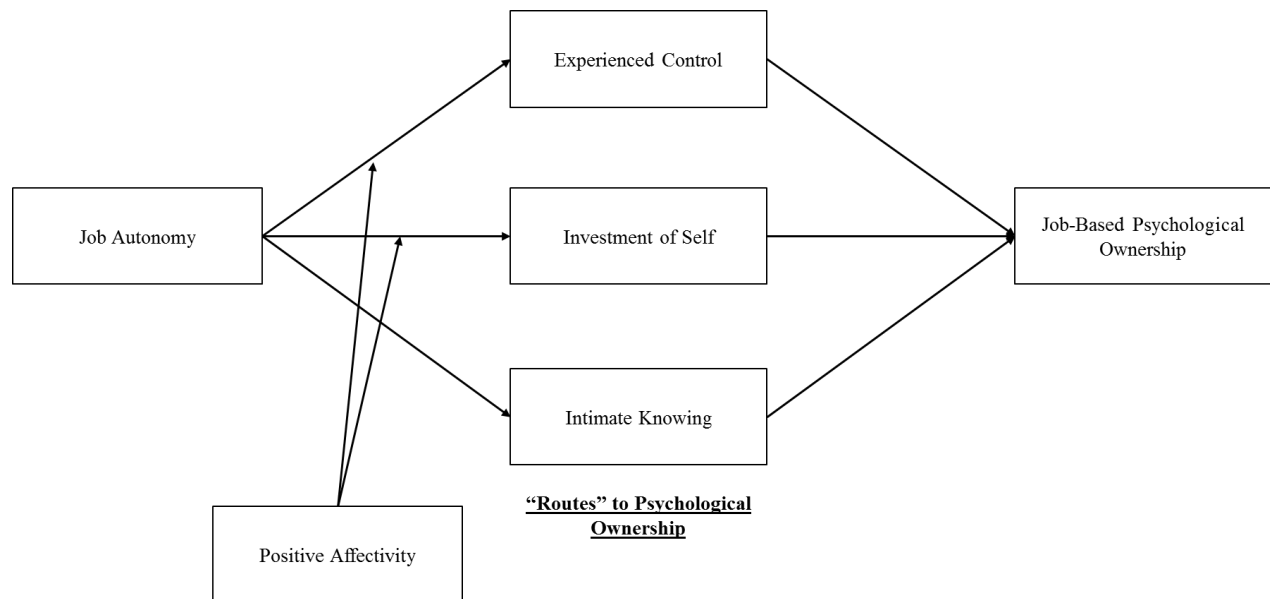 Experienced Control
Job Autonomy
Investment of Self
Job-Based Psychological
Ownership
Intimate Knowing
“Routes” to Psychological
Ownership
Positive Affectivity